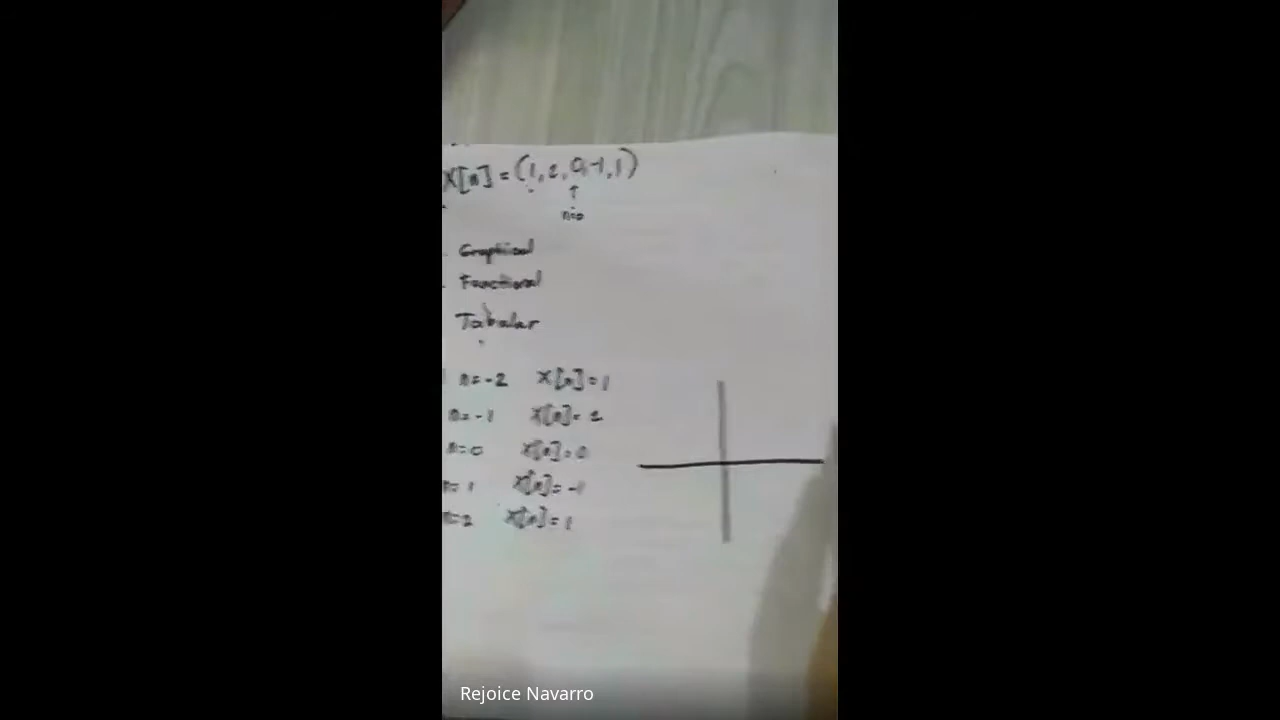 X[n] = (1, 2, 0, -1, 1)
↑
n=0
Graphical
Functional
Tabular
n=-2 X[n]=1
n=-1 X[n]=2
n=0 X[n]=0
n=1 X[n]=-1
n=2 X[n]=1
Rejoice Navarro